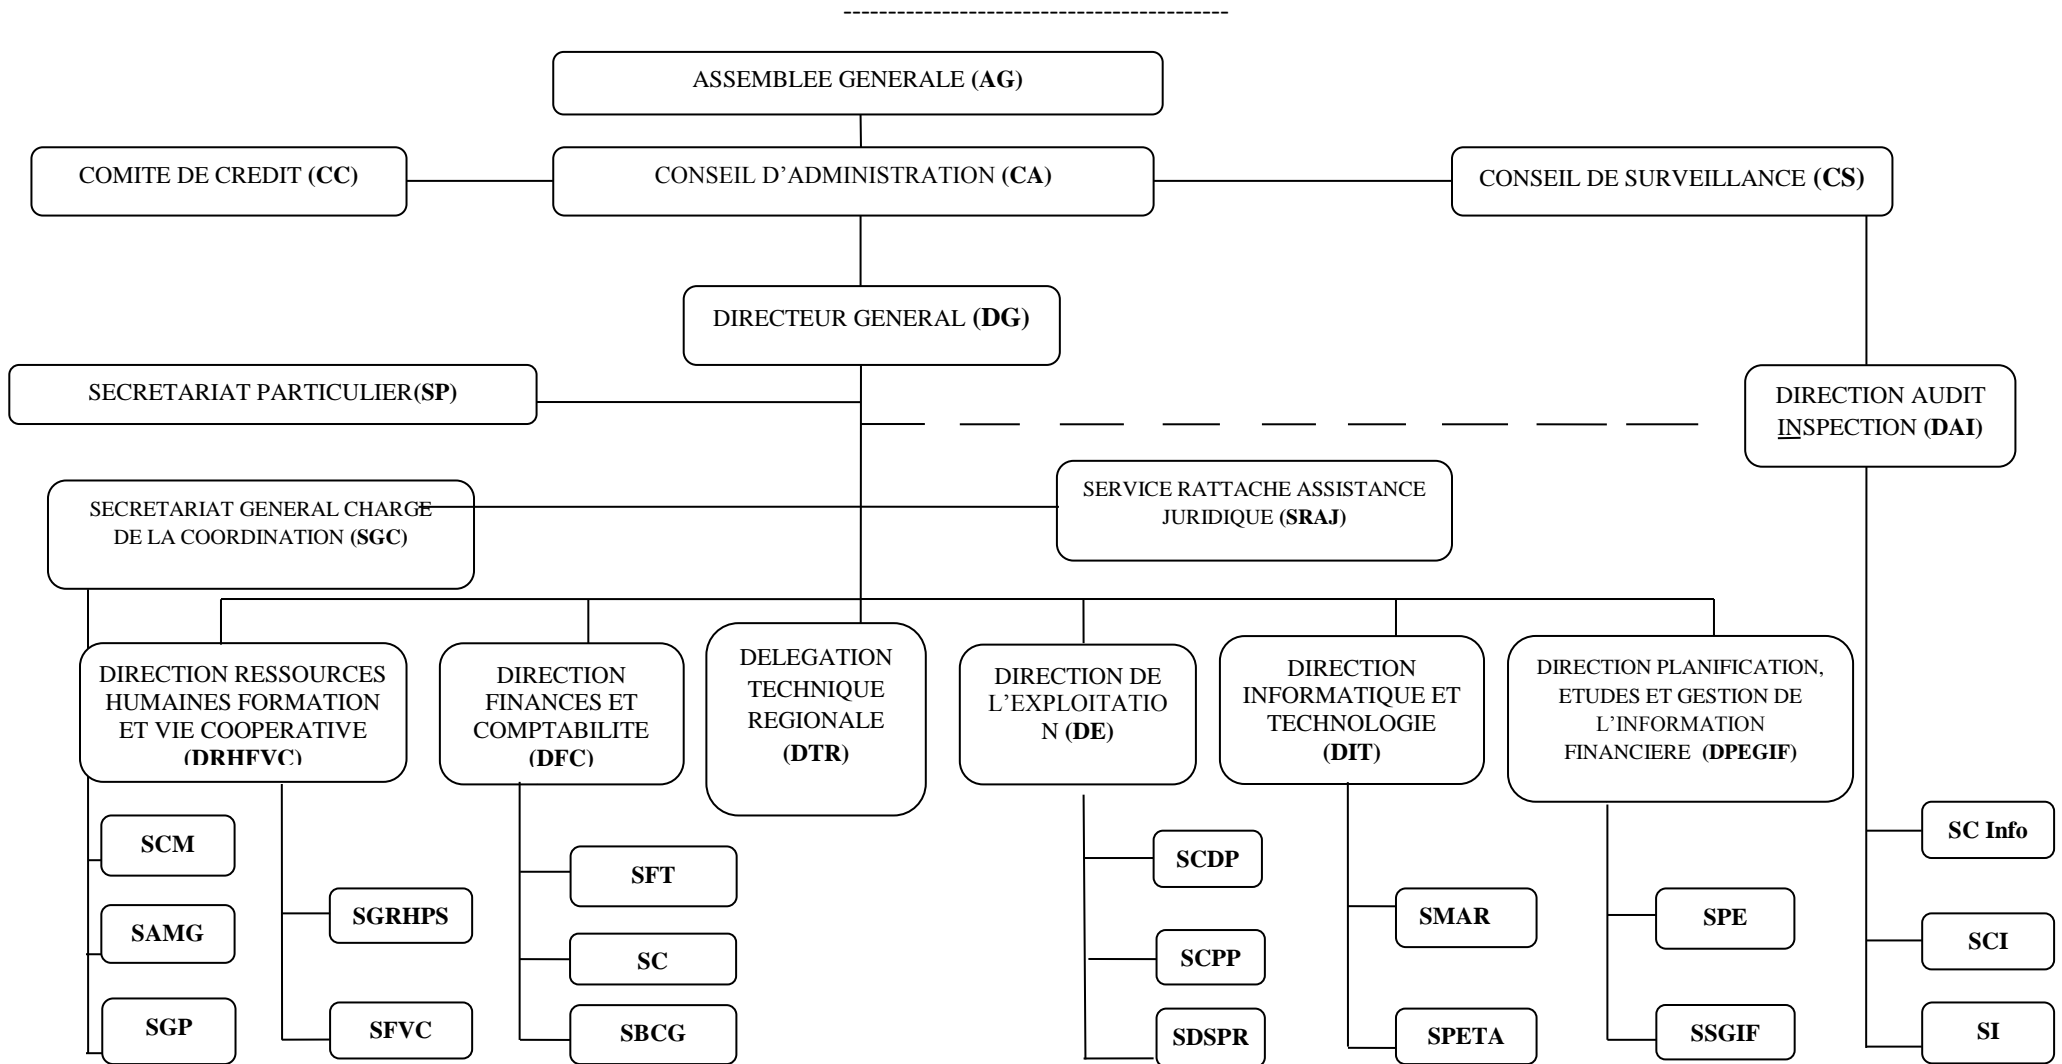 ------------------------------------------
ASSEMBLEE GENERALE (AG)
COMITE DE CREDIT (CC)
CONSEIL D’ADMINISTRATION (CA)
CONSEIL DE SURVEILLANCE (CS)
DIRECTEUR GENERAL (DG)
SECRETARIAT PARTICULIER(SP)
DIRECTION AUDIT
INSPECTION (DAI)
SECRETARIAT GENERAL CHARGE
DE LA COORDINATION (SGC)
SERVICE RATTACHE ASSISTANCE
JURIDIQUE (SRAJ)
DIRECTION RESSOURCES
HUMAINES FORMATION
ET VIE COOPERATIVE
(DRHFVC)
DIRECTION
FINANCES ET
COMPTABILITE
(DFC)
DELEGATION
TECHNIQUE
REGIONALE
(DTR)
DIRECTION DE
L’EXPLOITATIO
N (DE)
DIRECTION
INFORMATIQUE ET
TECHNOLOGIE
(DIT)
DIRECTION PLANIFICATION,
ETUDES ET GESTION DE
L’INFORMATION
FINANCIERE (DPEGIF)
SCM
SAMG
SGP
SGRHPS
SFVC
SFT
SC
SBCG
SCDP
SCPP
SDSPR
SMAR
SPETA
SPE
SSGIF
SC Info
SCI
SI